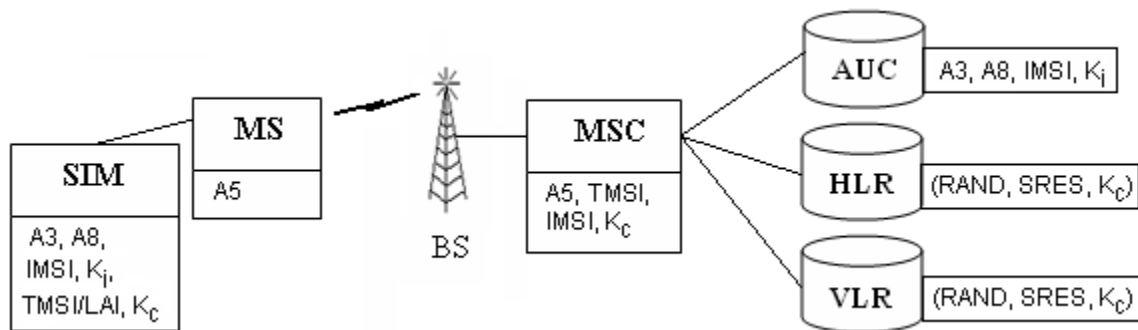 SIM
A3, A8,
IMSI, Ki,
TMSI/LAI, Kc
MS
A5
BS
MSC
A5, TMSI,
IMSI, Kc
AUC
A3, A8, IMSI, Ki
HLR
(RAND, SRES, Kc)
VLR
(RAND, SRES, Kc)